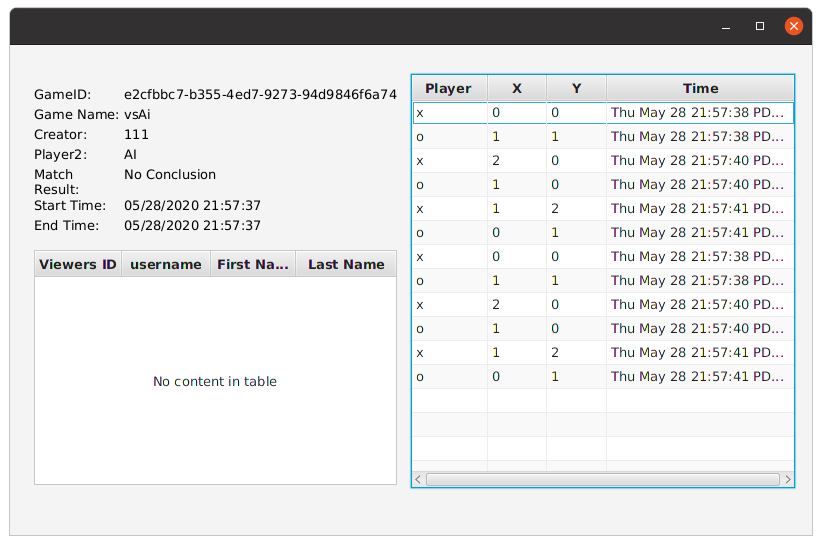 GameID: e2cfbbc7-b355-4ed7-9273-94d9846f6a74
Game Name: vsAi
Creator: 111
Player2: AI
Match Result: No Conclusion
Start Time: 05/28/2020 21:57:37
End Time: 05/28/2020 21:57:37
Viewers ID username First Na... Last Name
No content in table
Player X Y Time
x 0 0 Thu May 28 21:57:38 PD...
o 1 1 Thu May 28 21:57:38 PD...
x 2 0 Thu May 28 21:57:40 PD...
o 1 0 Thu May 28 21:57:40 PD...
x 1 2 Thu May 28 21:57:41 PD...
o 0 1 Thu May 28 21:57:41 PD...
x 0 0 Thu May 28 21:57:38 PD...
o 1 1 Thu May 28 21:57:38 PD...
x 2 0 Thu May 28 21:57:40 PD...
o 1 0 Thu May 28 21:57:40 PD...
x 1 2 Thu May 28 21:57:41 PD...
o 0 1 Thu May 28 21:57:41 PD...